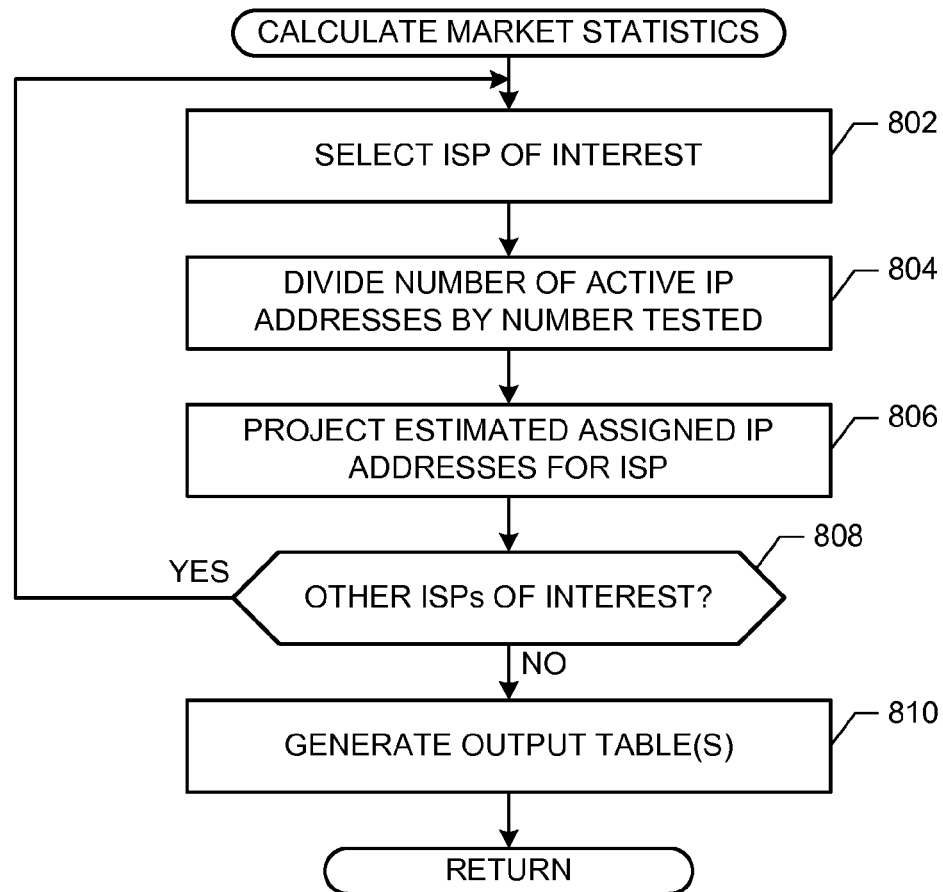 CALCULATE MARKET STATISTICS
802
SELECT ISP OF INTEREST
804
DIVIDE NUMBER OF ACTIVE IP
ADDRESSES BY NUMBER TESTED
806
PROJECT ESTIMATED ASSIGNED IP
ADDRESSES FOR ISP
808
YES
OTHER ISPs OF INTEREST?
NO
810
GENERATE OUTPUT TABLE(S)
RETURN